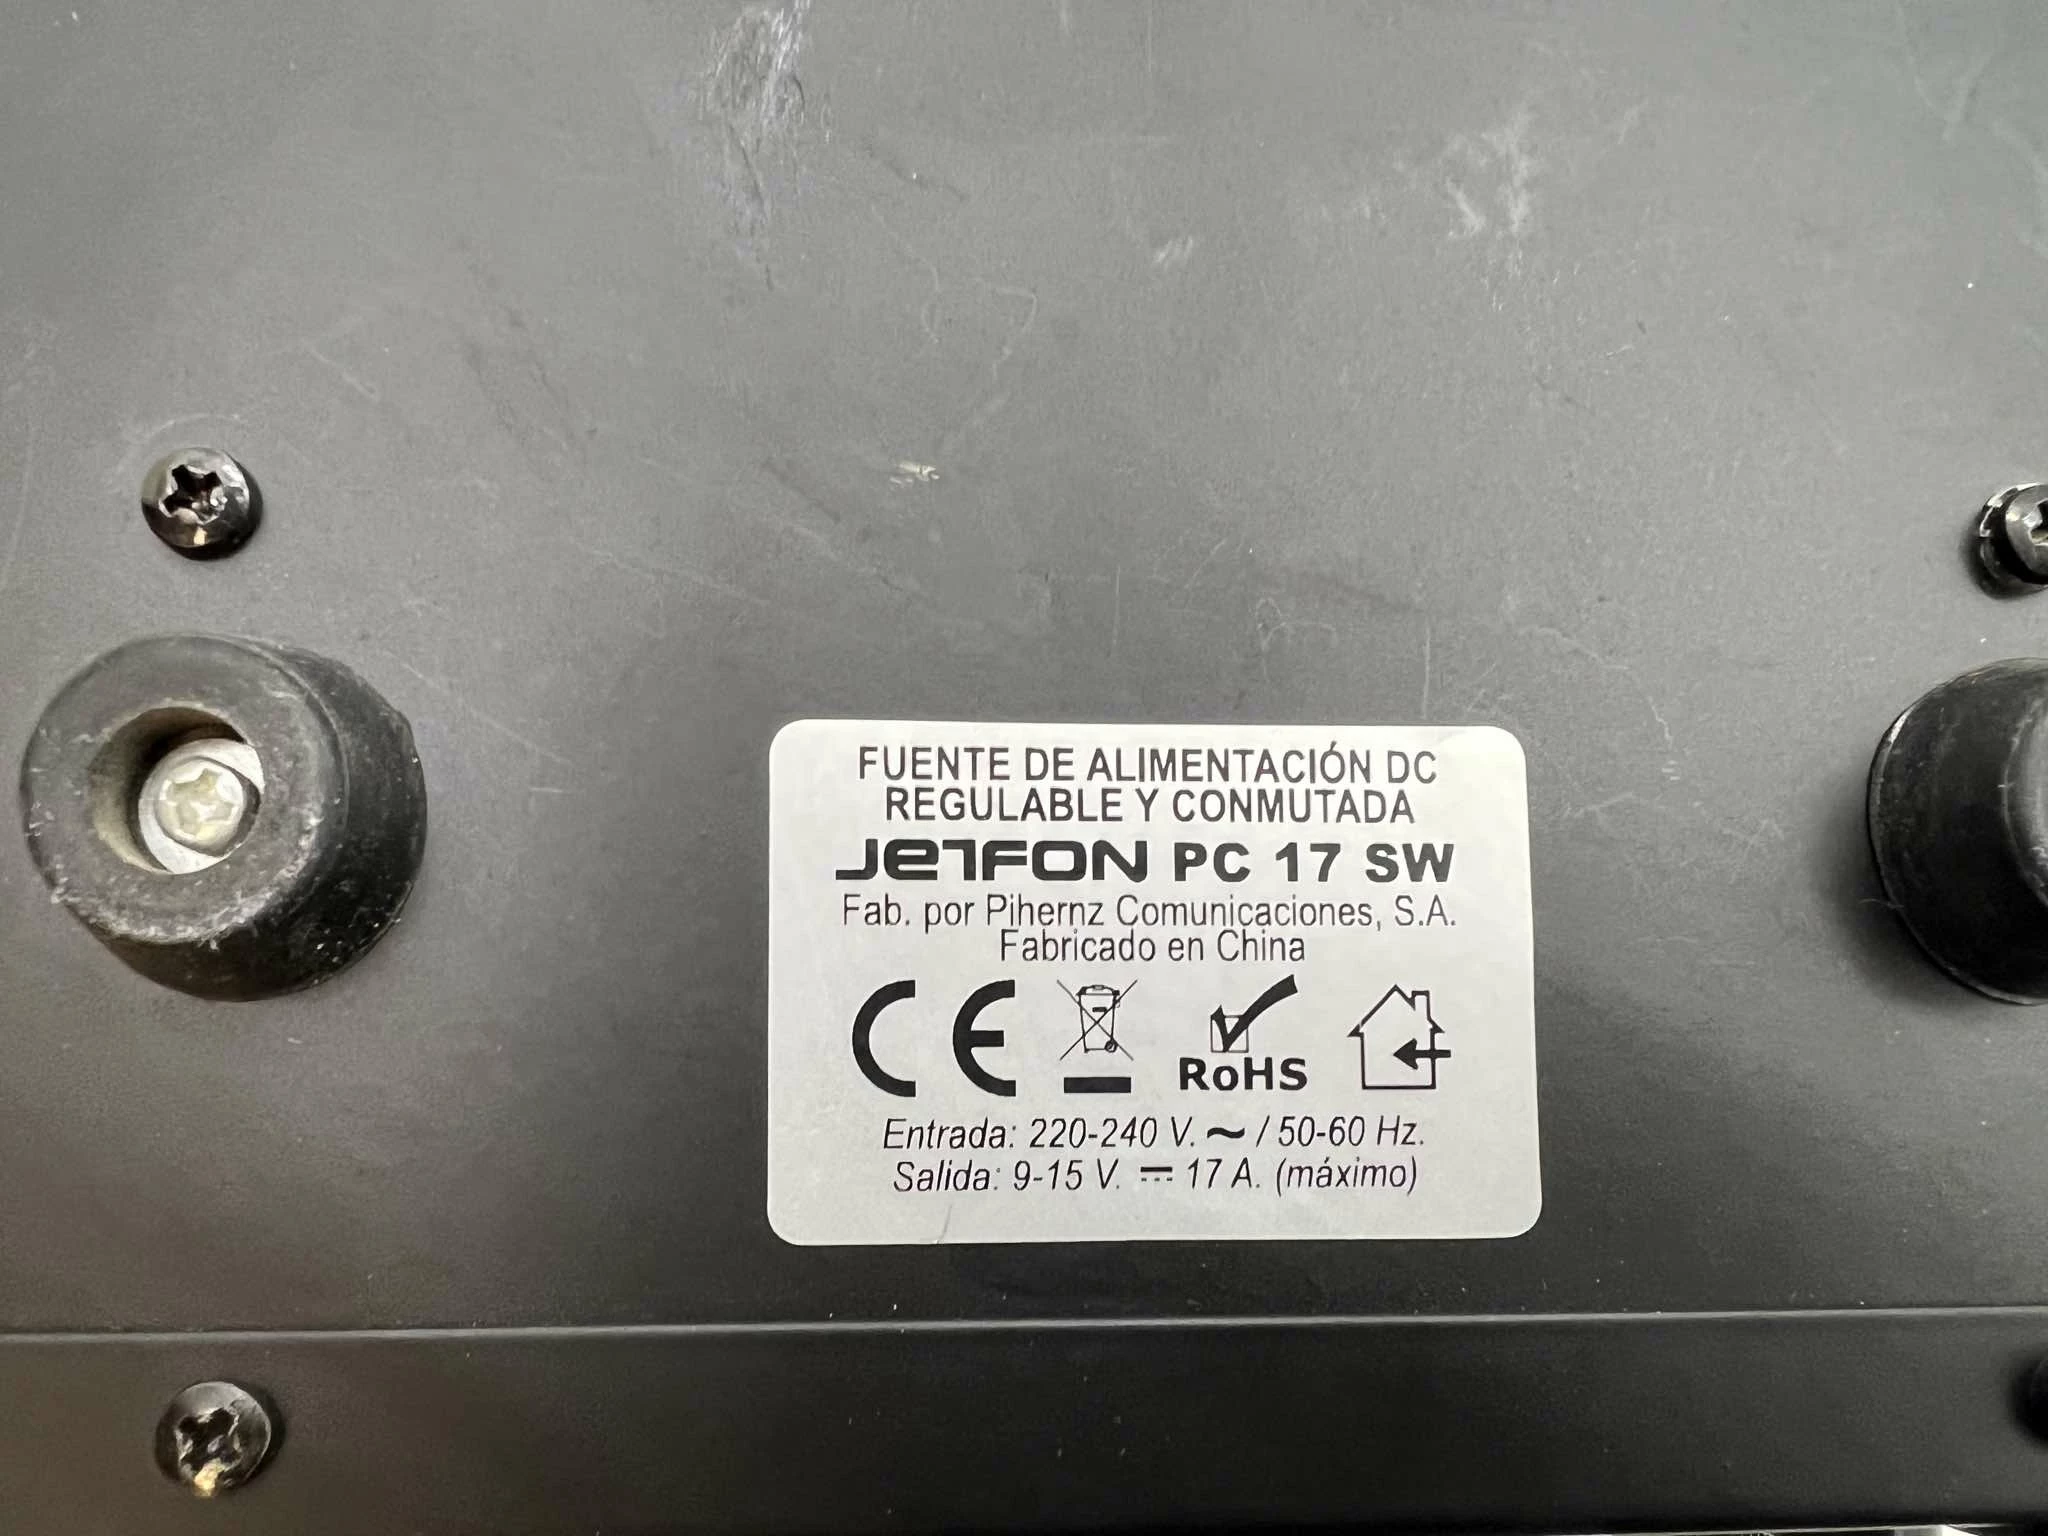 FUENTE DE ALIMENTACIÓN DC
REGULABLE Y CONMUTADA
JETFON PC 17 SW
Fab. por Pihernz Comunicaciones, S.A.
Fabricado en China
CE
RoHS
Entrada: 220-240 V. ~ / 50-60 Hz.
Salida: 9-15 V. ⎓ 17 A. (máximo)